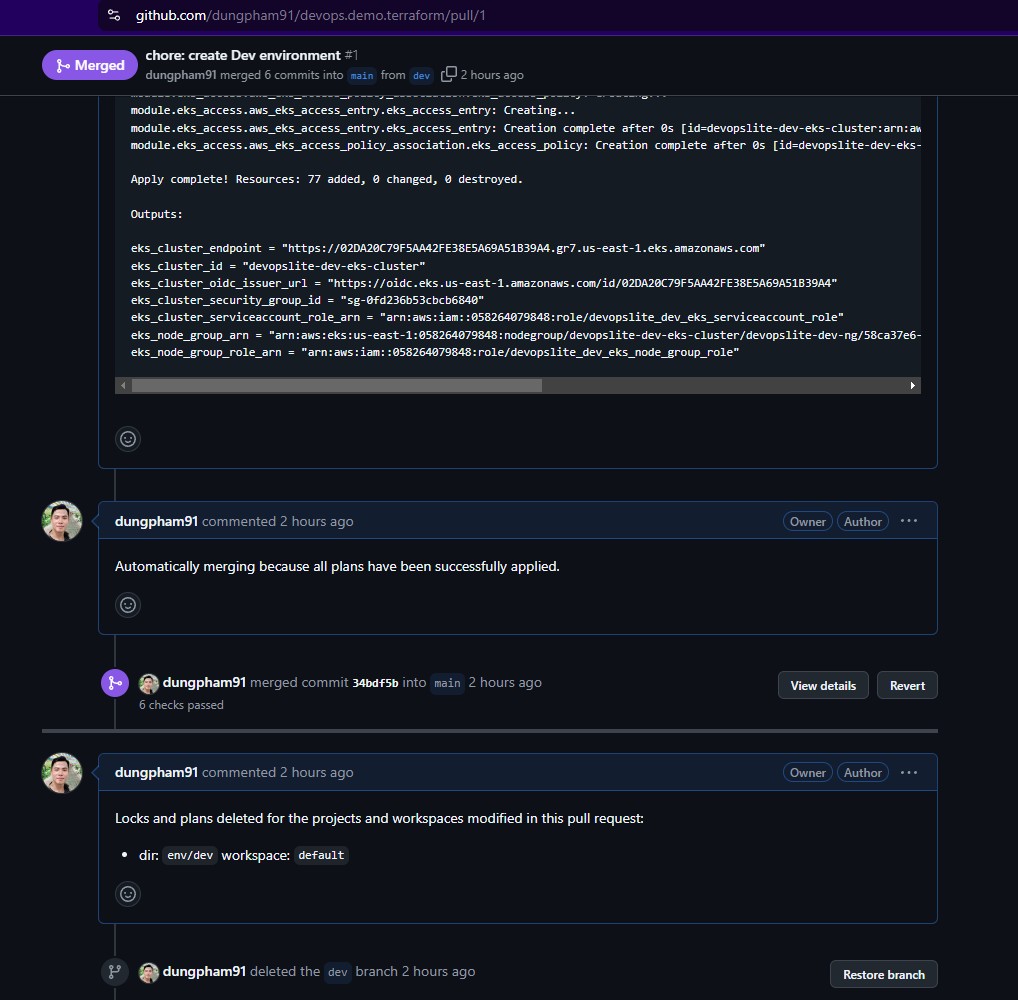 github.com/dungpham91/devops.demo.terraform/pull/1
Merged
chore: create Dev environment #1
dungpham91 merged 6 commits into main from dev 2 hours ago
module.eks_access.aws_eks_access_policy_association.eks_access_policy: Creating...
module.eks_access.aws_eks_access_entry.eks_access_entry: Creating...
module.eks_access.aws_eks_access_entry.eks_access_entry: Creation complete after 0s [id=devopslite-dev-eks-cluster:arn:aw
module.eks_access.aws_eks_access_policy_association.eks_access_policy: Creation complete after 0s [id=devopslite-dev-eks-
Apply complete! Resources: 77 added, 0 changed, 0 destroyed.
Outputs:
eks_cluster_endpoint = "https://02DA20C79F5AA42FE38E5A69A51B39A4.gr7.us-east-1.eks.amazonaws.com"
eks_cluster_id = "devopslite-dev-eks-cluster"
eks_cluster_oidc_issuer_url = "https://oidc.eks.us-east-1.amazonaws.com/id/02DA20C79F5AA42FE38E5A69A51B39A4"
eks_cluster_security_group_id = "sg-0fd236b53cbcb6840"
eks_cluster_serviceaccount_role_arn = "arn:aws:iam::058264079848:role/devopslite_dev_eks_serviceaccount_role"
eks_node_group_arn = "arn:aws:eks:us-east-1:058264079848:nodegroup/devopslite-dev-eks-cluster/devopslite-dev-ng/58ca37e6-
eks_node_group_role_arn = "arn:aws:iam::058264079848:role/devopslite_dev_eks_node_group_role"
dungpham91 commented 2 hours ago
Owner Author
Automatically merging because all plans have been successfully applied.
dungpham91 merged commit 34bdf5b into main 2 hours ago
6 checks passed
View details
Revert
dungpham91 commented 2 hours ago
Owner Author
Locks and plans deleted for the projects and workspaces modified in this pull request:
• dir: env/dev workspace: default
dungpham91 deleted the dev branch 2 hours ago
Restore branch